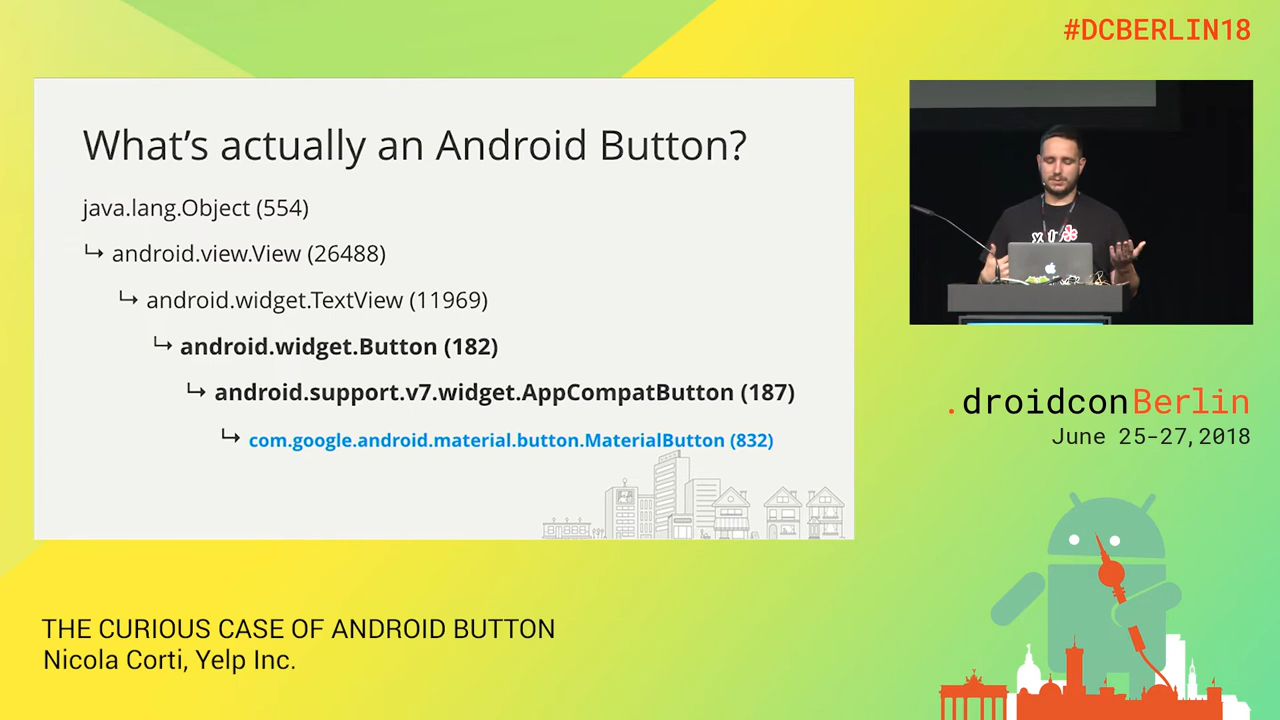 #DCBERLIN18
What's actually an Android Button?
java.lang.Object (554)
↳ android.view.View (26488)
↳ android.widget.TextView (11969)
↳ android.widget.Button (182)
↳ android.support.v7.widget.AppCompatButton (187)
↳ com.google.android.material.button.MaterialButton (832)
.droidconBerlin
June 25-27,2018
THE CURIOUS CASE OF ANDROID BUTTON
Nicola Corti, Yelp Inc.